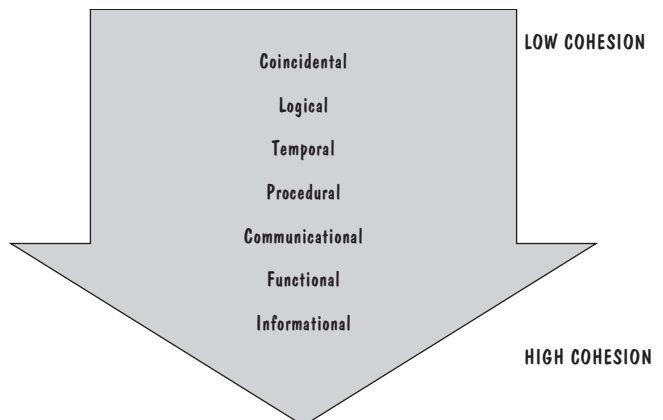 LOW COHESION
Coincidental
Logical
Temporal
Procedural
Communicational
Functional
Informational
HIGH COHESION